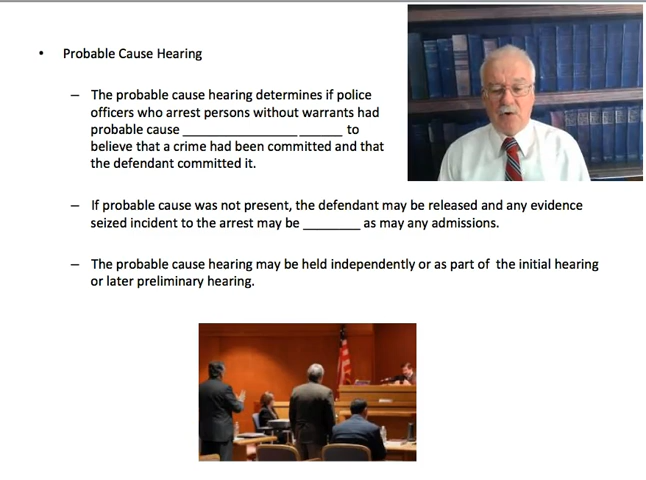 • Probable Cause Hearing
– The probable cause hearing determines if police
officers who arrest persons without warrants had
probable cause _________________ ______ to
believe that a crime had been committed and that
the defendant committed it.
– If probable cause was not present, the defendant may be released and any evidence
seized incident to the arrest may be ________ as may any admissions.
– The probable cause hearing may be held independently or as part of the initial hearing
or later preliminary hearing.